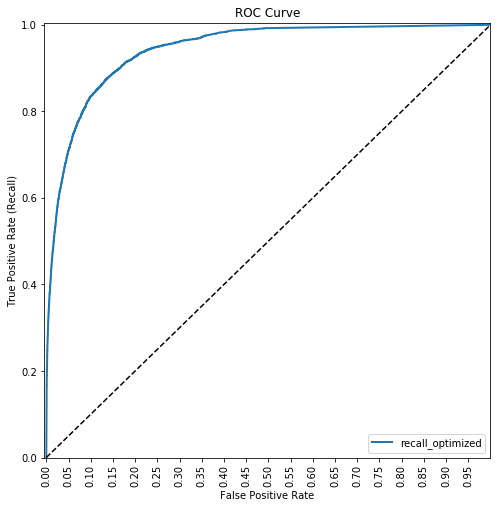 ROC Curve
True Positive Rate (Recall)
1.0
0.8
0.6
0.4
0.2
0.0
recall_optimized
0.00 0.05 0.10 0.15 0.20 0.25 0.30 0.35 0.40 0.45 0.50 0.55 0.60 0.65 0.70 0.75 0.80 0.85 0.90 0.95
False Positive Rate